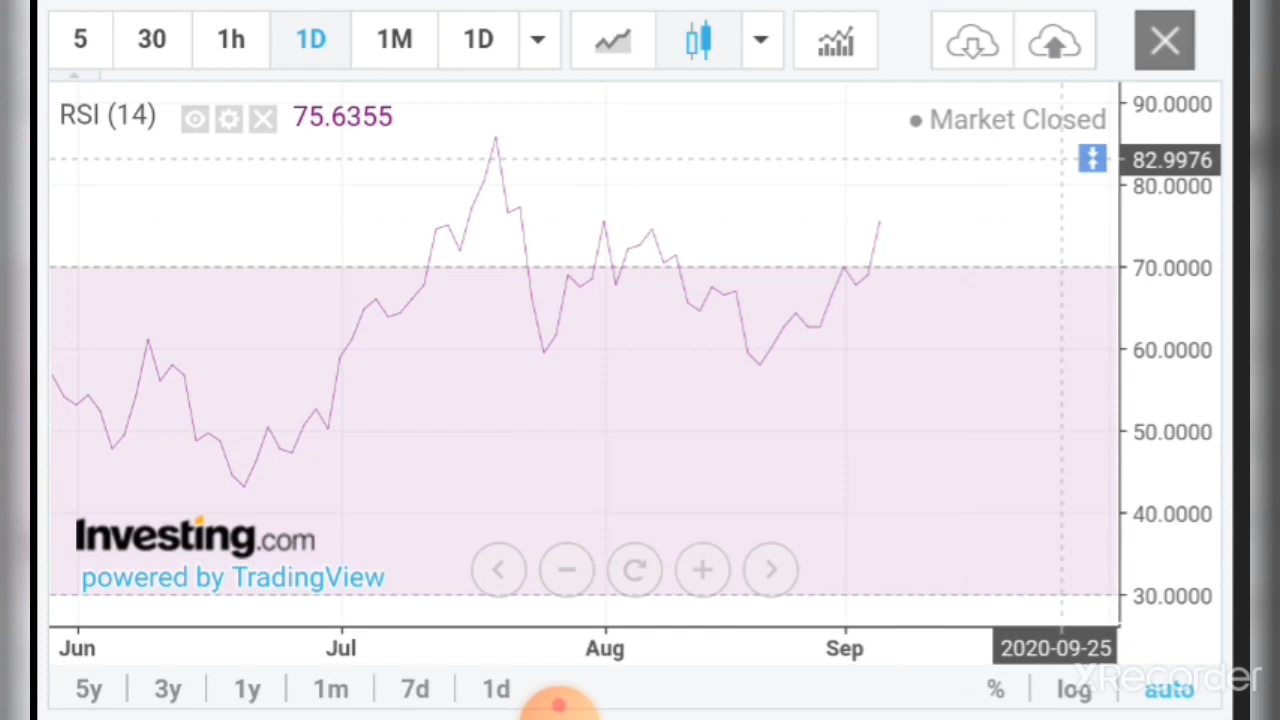 5 30 1h 1D 1M 1D
RSI (14) 75.6355
Market Closed
90.0000
82.9976
80.0000
70.0000
60.0000
50.0000
40.0000
30.0000
Investing.com
powered by TradingView
Jun Jul Aug Sep 2020-09-25
5y 3y 1y 1m 7d 1d % log auto
XRecorder